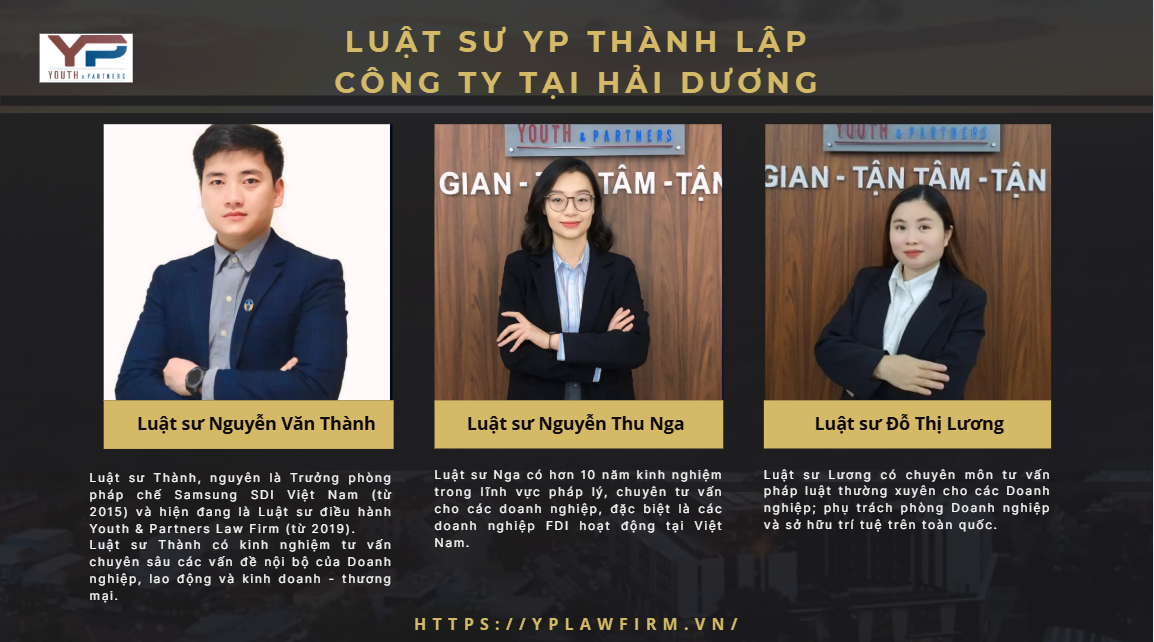 YP
YOUTH & PARTNERS
LUẬT SƯ YP THÀNH LẬP
CÔNG TY TẠI HẢI DƯƠNG
YOUTH & PARTNERS
GIAN - TẬN TÂM - TẬN
YOUTH & PARTNERS
GIAN - TẬN TÂM - TẬN
Luật sư Nguyễn Văn Thành
Luật sư Nguyễn Thu Nga
Luật sư Đỗ Thị Lương
Luật sư Thành, nguyên là Trưởng phòng
pháp chế Samsung SDI Việt Nam (từ
2015) và hiện đang là Luật sư điều hành
Youth & Partners Law Firm (từ 2019).
Luật sư Thành có kinh nghiệm tư vấn
chuyên sâu các vấn đề nội bộ của Doanh
nghiệp, lao động và kinh doanh - thương
mại.
Luật sư Nga có hơn 10 năm kinh nghiệm
trong lĩnh vực pháp lý, chuyên tư vấn
cho các doanh nghiệp, đặc biệt là các
doanh nghiệp FDI hoạt động tại Việt
Nam.
Luật sư Lương có chuyên môn tư vấn
pháp luật thường xuyên cho các Doanh
nghiệp; phụ trách phòng Doanh nghiệp
và sở hữu trí tuệ trên toàn quốc.
HTTPS://YPLAWFIRM.VN/